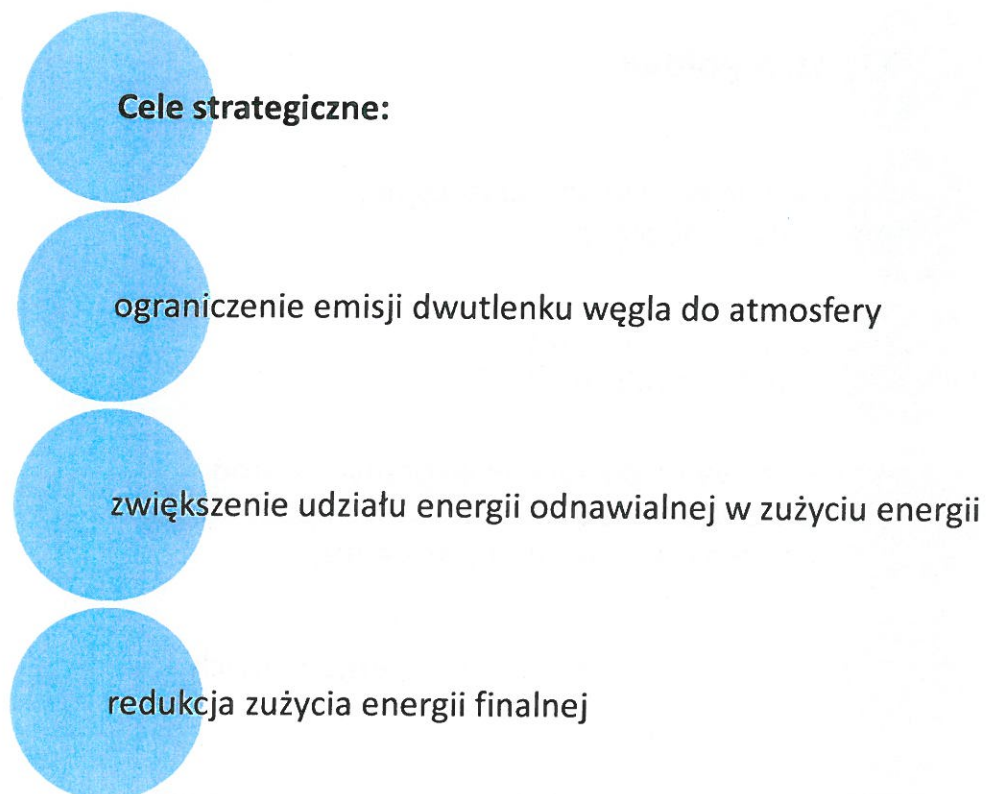 Cele strategiczne:
ograniczenie emisji dwutlenku węgla do atmosfery
zwiększenie udziału energii odnawialnej w zużyciu energii
redukcja zużycia energii finalnej